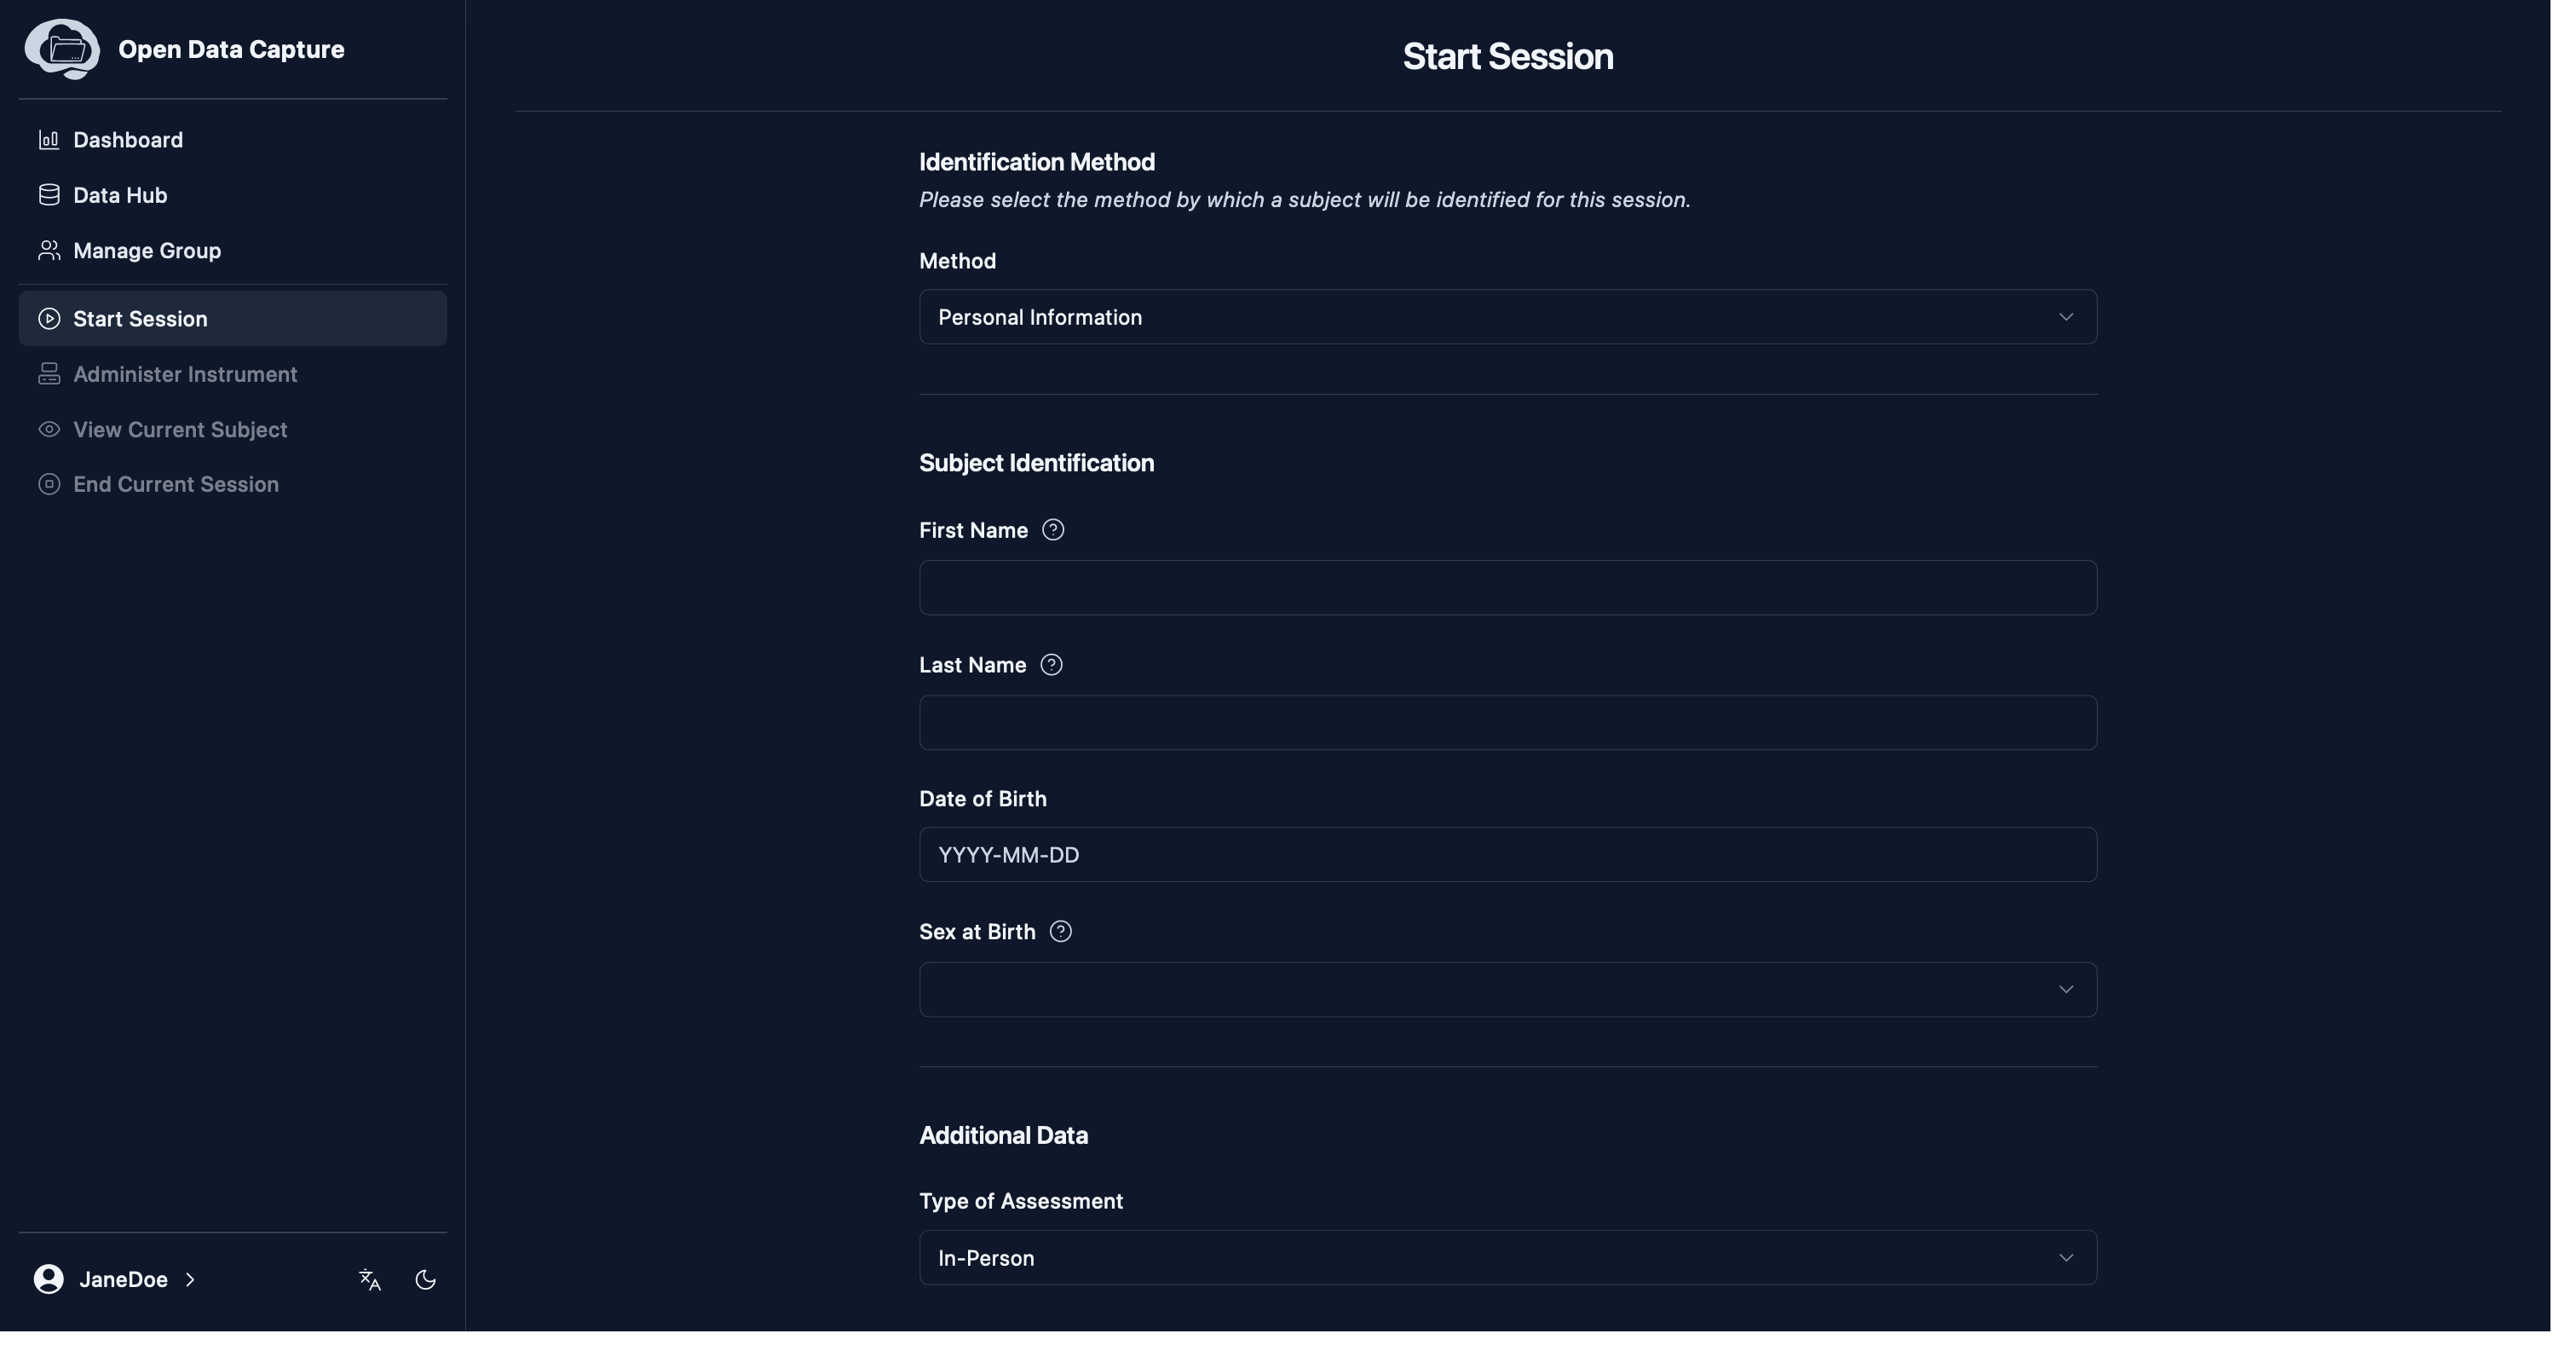 Open Data Capture
Dashboard
Data Hub
Manage Group
Start Session
Administer Instrument
View Current Subject
End Current Session
JaneDoe
Start Session
Identification Method
Please select the method by which a subject will be identified for this session.
Method
Personal Information
Subject Identification
First Name
Last Name
Date of Birth
YYYY-MM-DD
Sex at Birth
Additional Data
Type of Assessment
In-Person